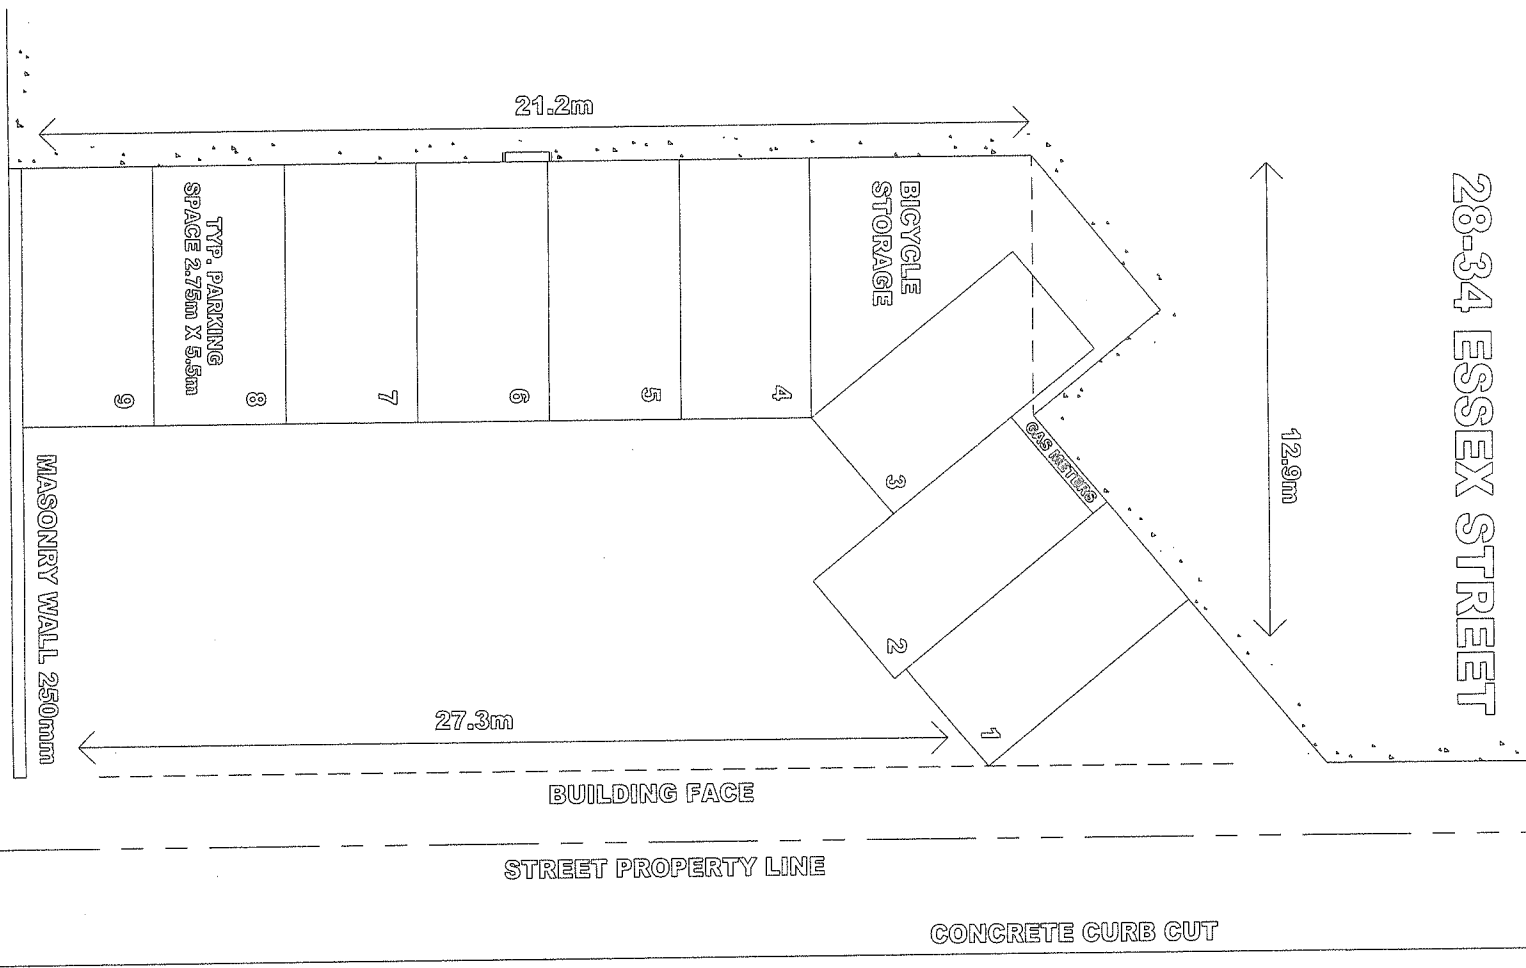 21.2m
28-34 ESSEX STREET
BICYCLE
STORAGE
TYP. PARKING
SPACE 2.75m X 5.5m
9
8
7
6
5
4
3
GAS METERS
12.9m
2
1
MASONRY WALL 250mm
27.3m
BUILDING FACE
STREET PROPERTY LINE
CONCRETE CURB CUT